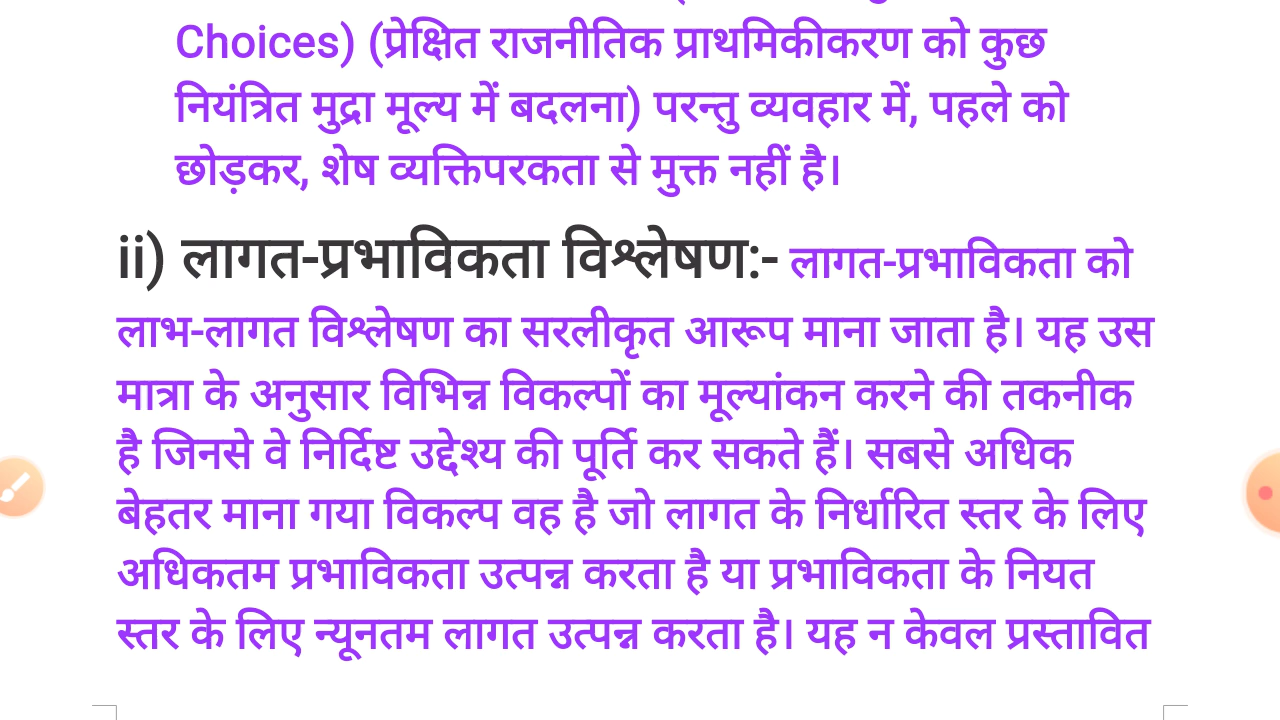 Choices) (प्रेक्षित राजनीतिक प्राथमिकीकरण को कुछ
नियंत्रित मुद्रा मूल्य में बदलना) परन्तु व्यवहार में, पहले को
छोड़कर, शेष व्यक्तिपरकता से मुक्त नहीं है।
ii) लागत-प्रभाविकता विश्लेषण:- लागत-प्रभाविकता को
लाभ-लागत विश्लेषण का सरलीकृत आरूप माना जाता है। यह उस
मात्रा के अनुसार विभिन्न विकल्पों का मूल्यांकन करने की तकनीक
है जिनसे वे निर्दिष्ट उद्देश्य की पूर्ति कर सकते हैं। सबसे अधिक
बेहतर माना गया विकल्प वह है जो लागत के निर्धारित स्तर के लिए
अधिकतम प्रभाविकता उत्पन्न करता है या प्रभाविकता के नियत
स्तर के लिए न्यूनतम लागत उत्पन्न करता है। यह न केवल प्रस्तावित